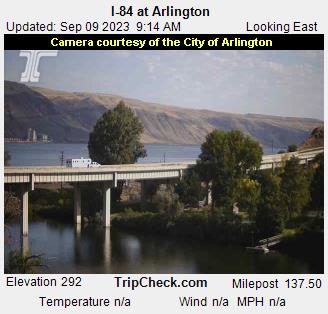 I-84 at Arlington
Updated: Sep 09 2023 9:14 AM Looking East
Camera courtesy of the City of Arlington
Elevation 292 TripCheck.com Milepost 137.50
Temperature n/a Wind n/a MPH n/a